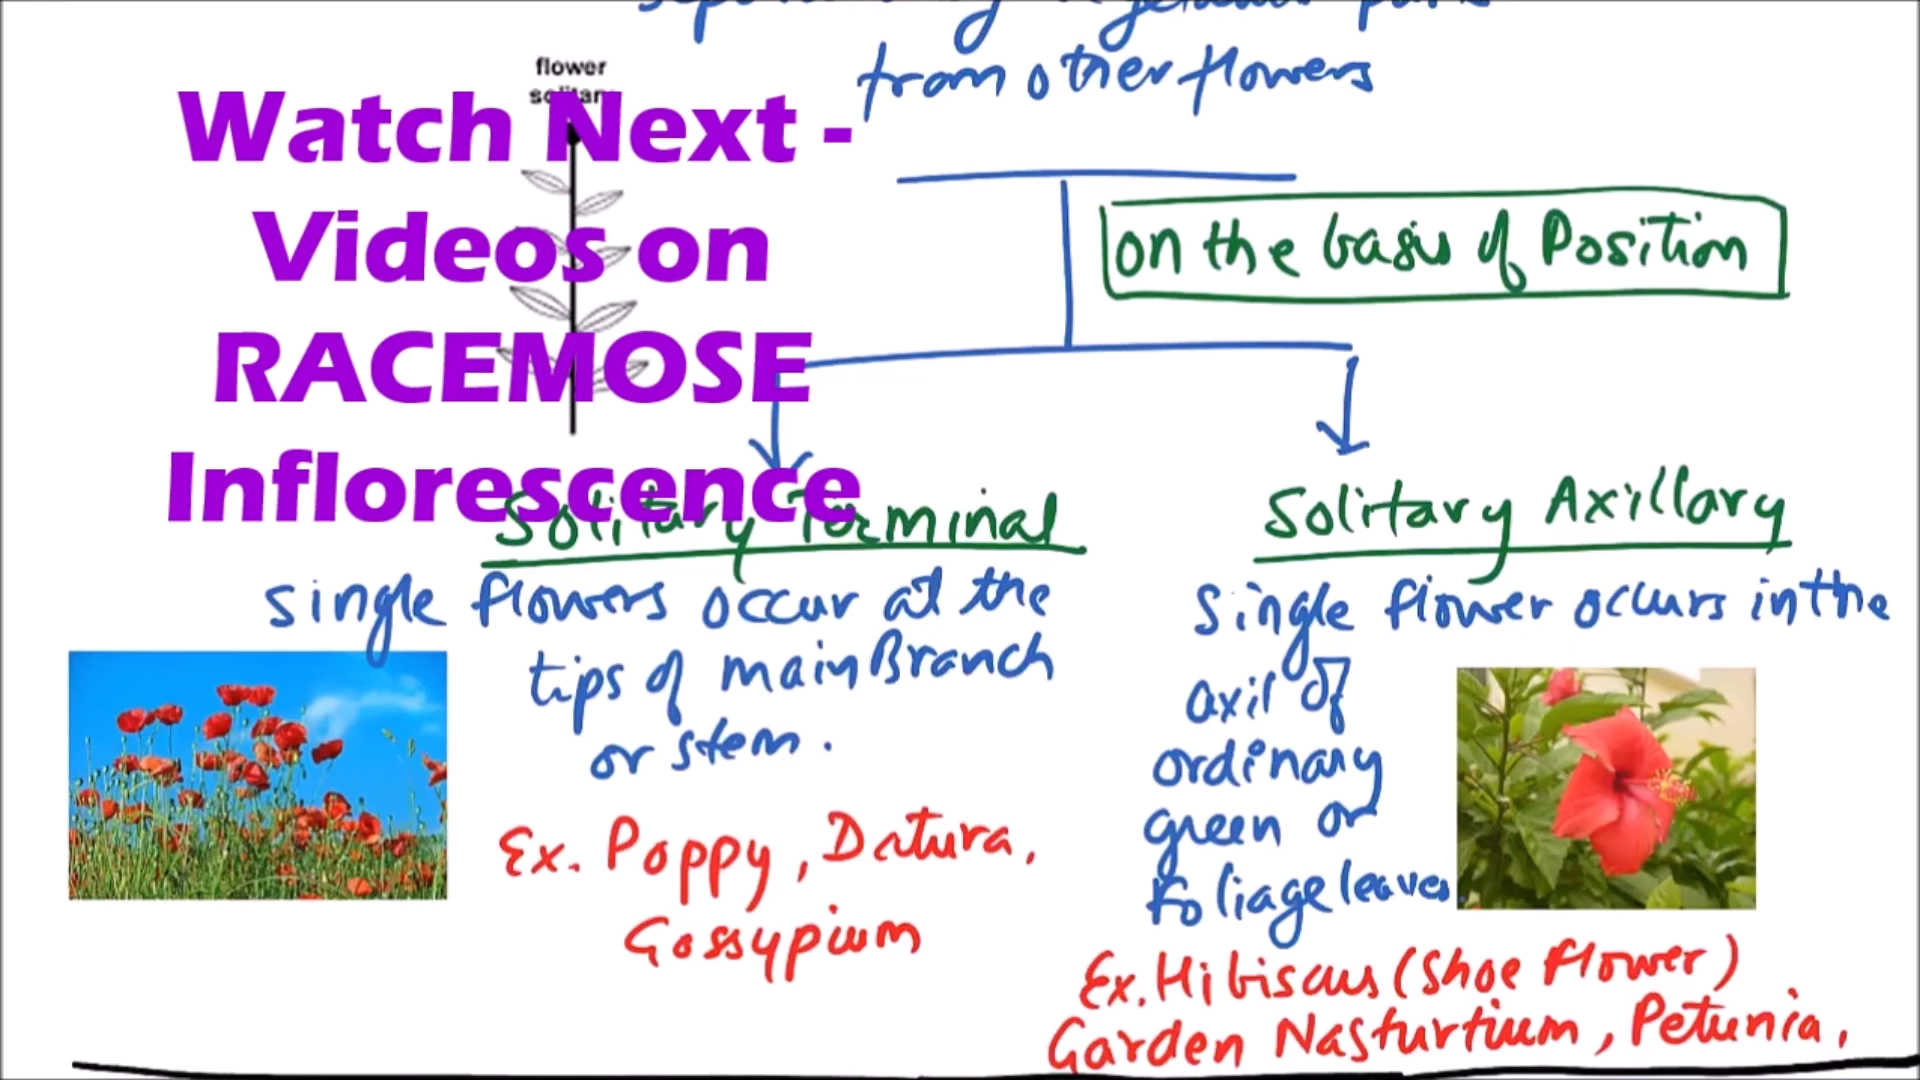 from other flowers
flower
solitary
Watch Next -
Videos on
RACEMOSE
Inflorescence
on the basis of Position
Solitary Terminal
Single flowers occur at the
tips of main Branch
or stem.
Ex. Poppy, Datura,
Gossypium
Solitary Axillary
Single flower occurs in the
axil of
ordinary
green or
foliage leaves
Ex. Hibiscus (Shoe flower)
Garden Nasturtium, Petunia,